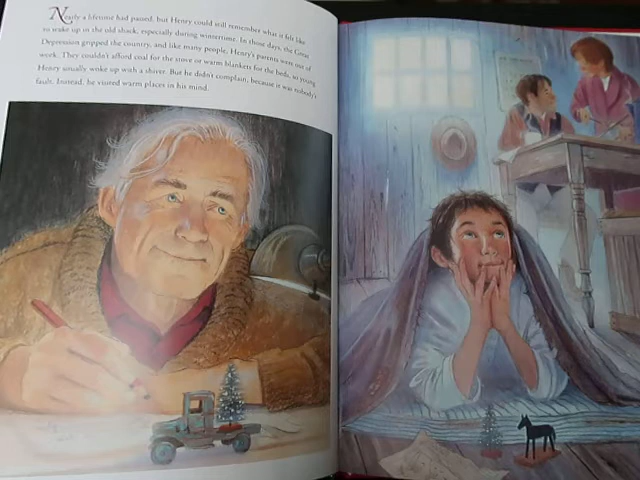 Nearly a lifetime had passed, but Henry could still remember what it felt like
to wake up in the old shack, especially during wintertime. In those days, the Great
Depression gripped the country, and like many people, Henry's parents were out of
work. They couldn't afford coal for the stove or warm blankets for the beds, so young
Henry usually woke up with a shiver. But he didn't complain, because it was nobody's
fault. Instead, he visited warm places in his mind.